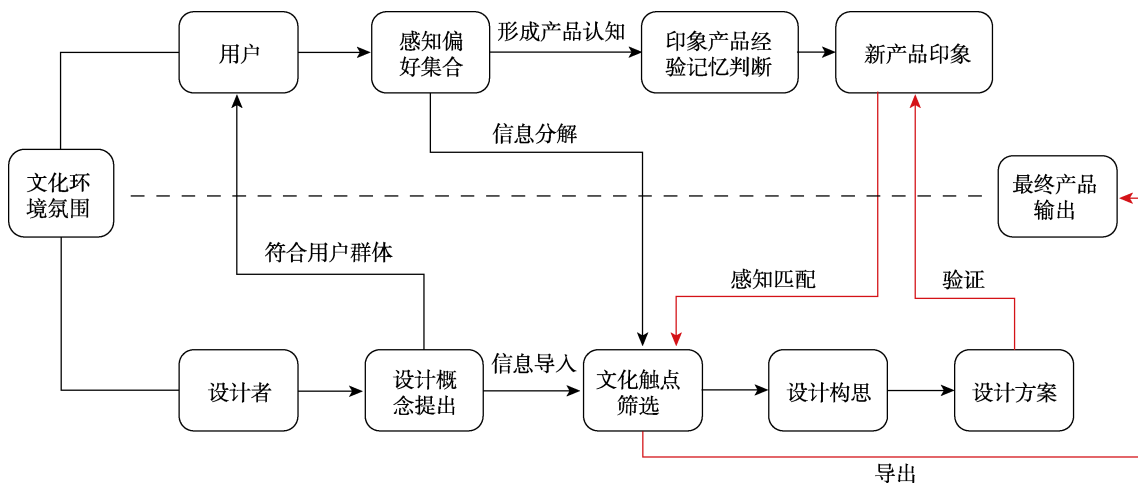 用户
感知偏
好集合
形成产品认知
印象产品经
验记忆判断
新产品印象
信息分解
文化环
境氛围
最终产品
输出
符合用户群体
感知匹配
验证
设计者
设计概
念提出
信息导入
文化触点
筛选
设计构思
设计方案
导出